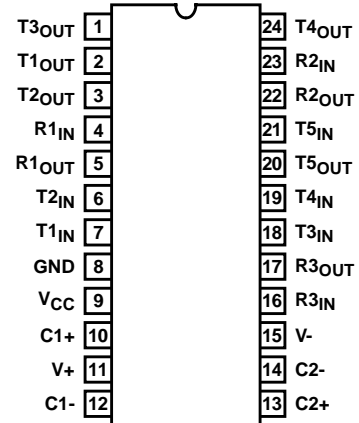 T3OUT 1 24 T4OUT
T1OUT 2 23 R2IN
T2OUT 3 22 R2OUT
R1IN 4 21 T5IN
R1OUT 5 20 T5OUT
T2IN 6 19 T4IN
T1IN 7 18 T3IN
GND 8 17 R3OUT
VCC 9 16 R3IN
C1+ 10 15 V-
V+ 11 14 C2-
C1- 12 13 C2+